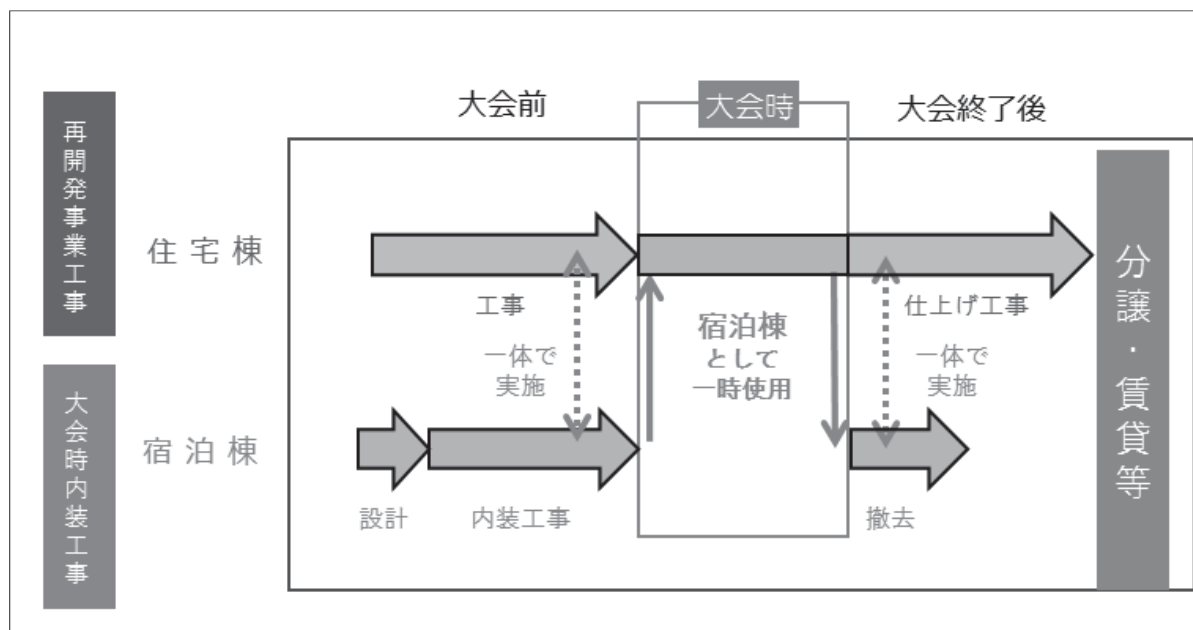 大会前
大会時
大会終了後
再開発事業工事
住宅棟
工事
一体で
実施
宿泊棟
として
一時使用
仕上げ工事
一体で
実施
大会時内装工事
宿泊棟
設計
内装工事
撤去
分譲・賃貸等